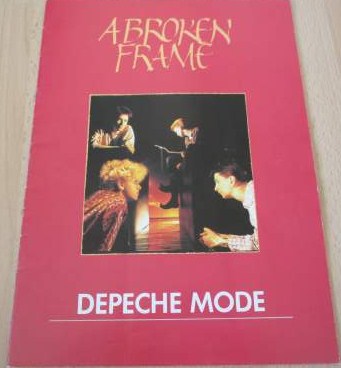 A BROKEN
FRAME
DEPECHE MODE